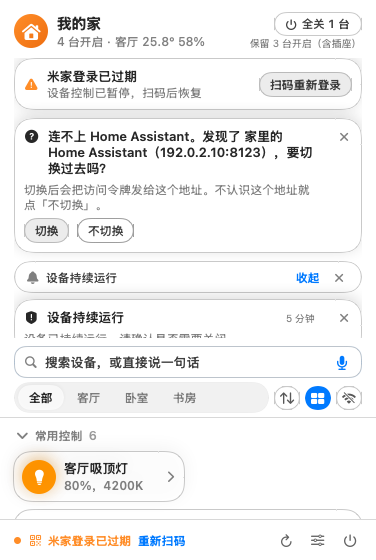 我的家
4 台开启 · 客厅 25.8° 58%
全关 1 台
保留 3 台开启（含插座）
米家登录已过期
设备控制已暂停，扫码后恢复
扫码重新登录
连不上 Home Assistant。发现了 家里的
Home Assistant（192.0.2.10:8123），要切
换过去吗？
切换后会把访问令牌发给这个地址。不认识这个地址就
点「不切换」。
切换
不切换
设备持续运行
收起
设备持续运行
5 分钟
搜索设备，或直接说一句话
全部
客厅
卧室
书房
常用控制 6
客厅吸顶灯
80%，4200K
米家登录已过期 重新扫码